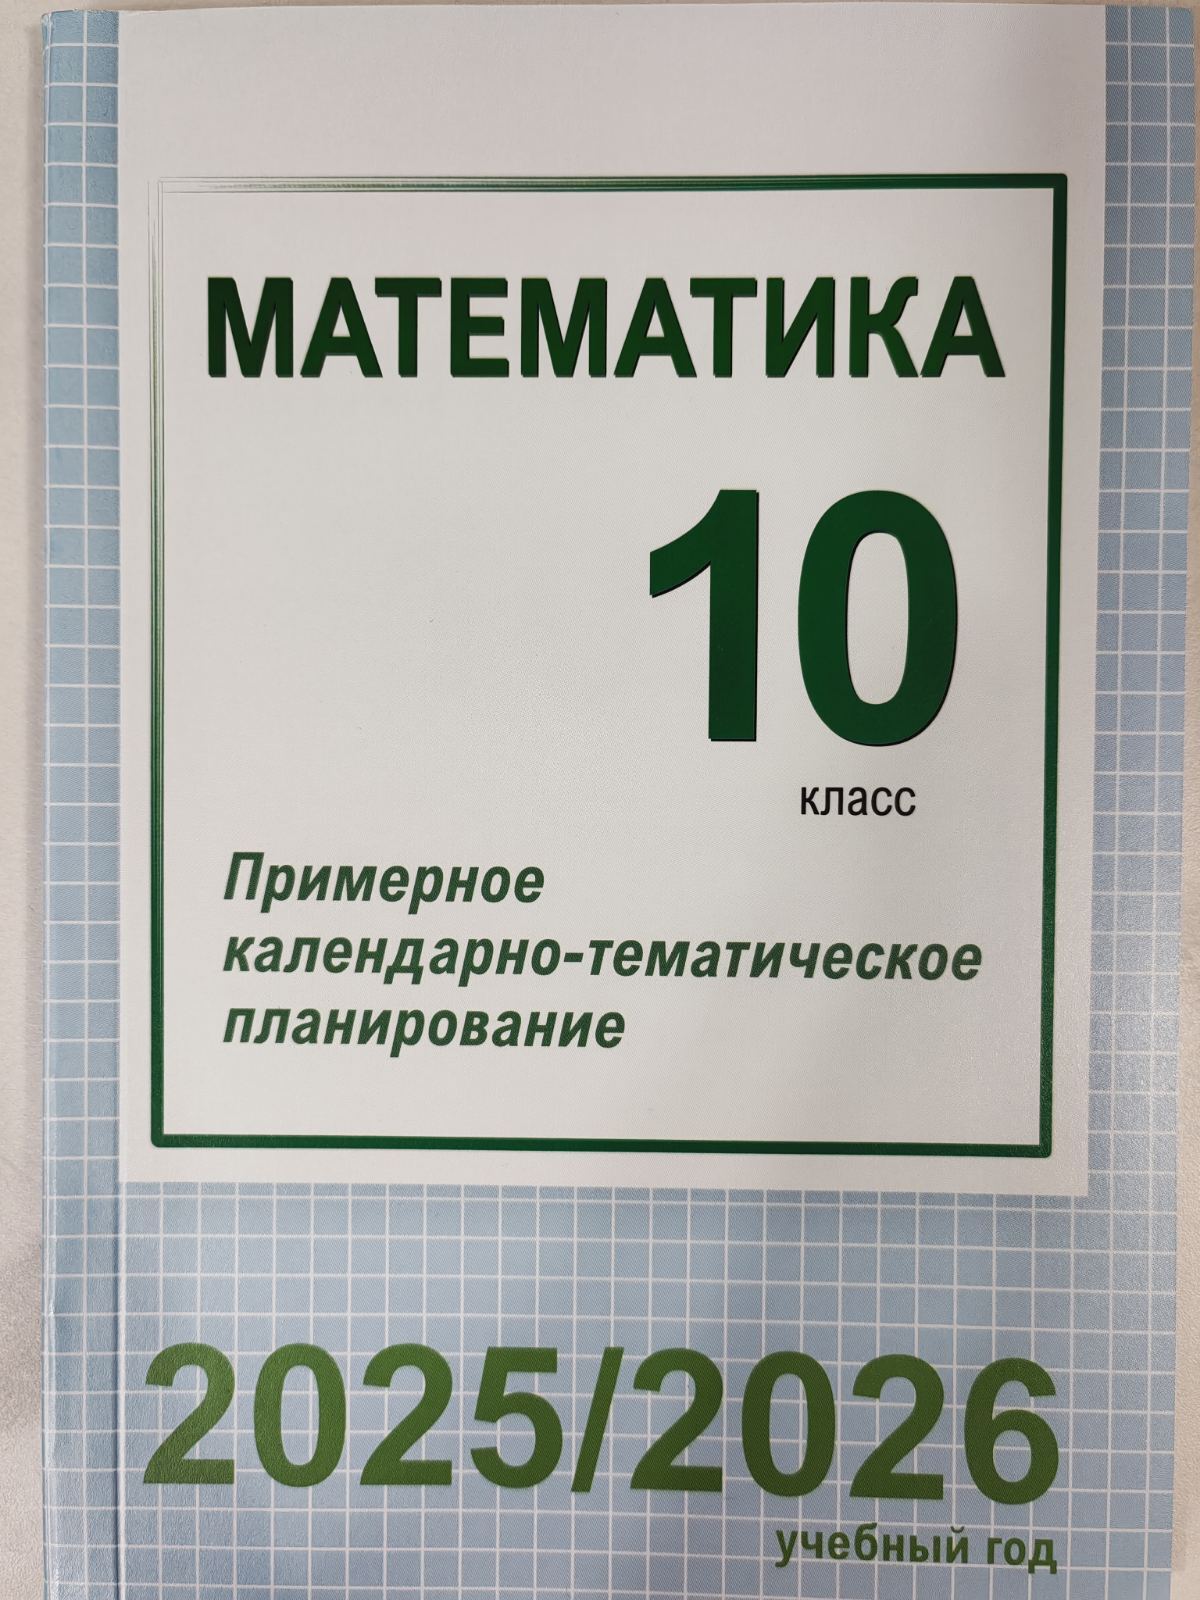 МАТЕМАТИКА
10
класс
Примерное
календарно-тематическое
планирование
2025/2026
учебный год